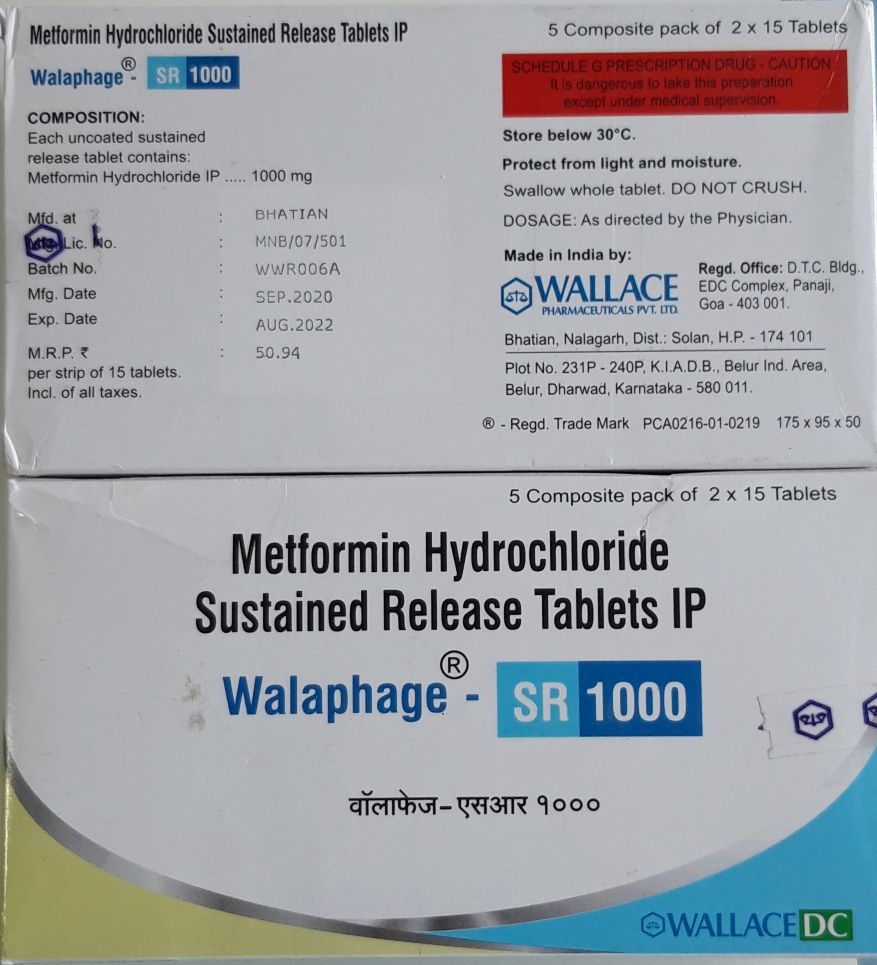 Metformin Hydrochloride Sustained Release Tablets IP
Walaphage® - SR 1000
COMPOSITION:
Each uncoated sustained
release tablet contains:
Metformin Hydrochloride IP ..... 1000 mg
Mfd. at : BHATIAN
Lic. No. : MNB/07/501
Batch No. : WWR006A
Mfg. Date : SEP.2020
Exp. Date : AUG.2022
M.R.P. ₹ : 50.94
per strip of 15 tablets.
Incl. of all taxes.
5 Composite pack of 2 x 15 Tablets
SCHEDULE G PRESCRIPTION DRUG - CAUTION
It is dangerous to take this preparation
except under medical supervision.
Store below 30°C.
Protect from light and moisture.
Swallow whole tablet. DO NOT CRUSH.
DOSAGE: As directed by the Physician.
Made in India by:
WALLACE
PHARMACEUTICALS PVT. LTD.
Regd. Office: D.T.C. Bldg.,
EDC Complex, Panaji,
Goa - 403 001.
Bhatian, Nalagarh, Dist.: Solan, H.P. - 174 101
Plot No. 231P - 240P, K.I.A.D.B., Belur Ind. Area,
Belur, Dharwad, Karnataka - 580 011.
® - Regd. Trade Mark PCA0216-01-0219 175 x 95 x 50
5 Composite pack of 2 x 15 Tablets
Metformin Hydrochloride
Sustained Release Tablets IP
Walaphage® - SR 1000
वॉलाफेज-एसआर १०००
WALLACE DC